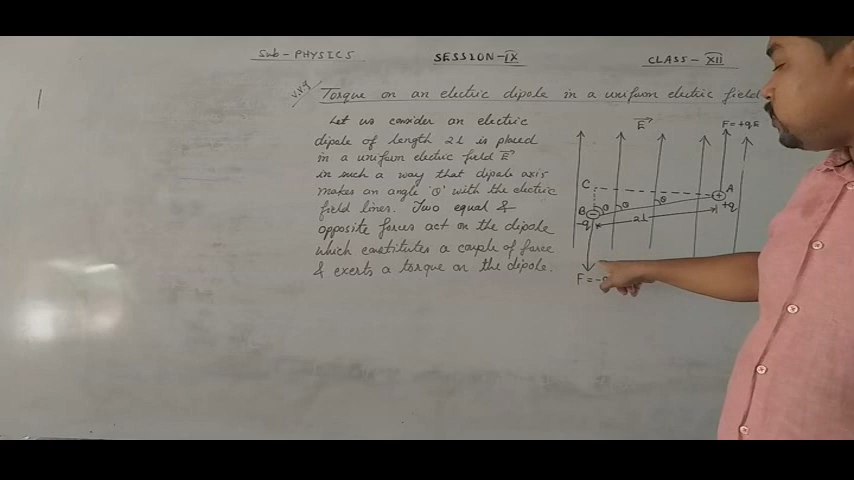 Sub - PHYSICS SESSION - IX CLASS - XII
V.V.I
Torque on an electric dipole in a uniform electric field
Let us consider an electric
dipole of length 2l is placed
in a uniform electric field E
in such a way that dipole axis
makes an angle 'θ' with the electric
field lines. Two equal &
opposite forces act on the dipole
which constitutes a couple of force
& exerts a torque on the dipole.
E
F = +qE
C
A
+
+q
B
-
-q
θ
θ
θ
2l
F = -